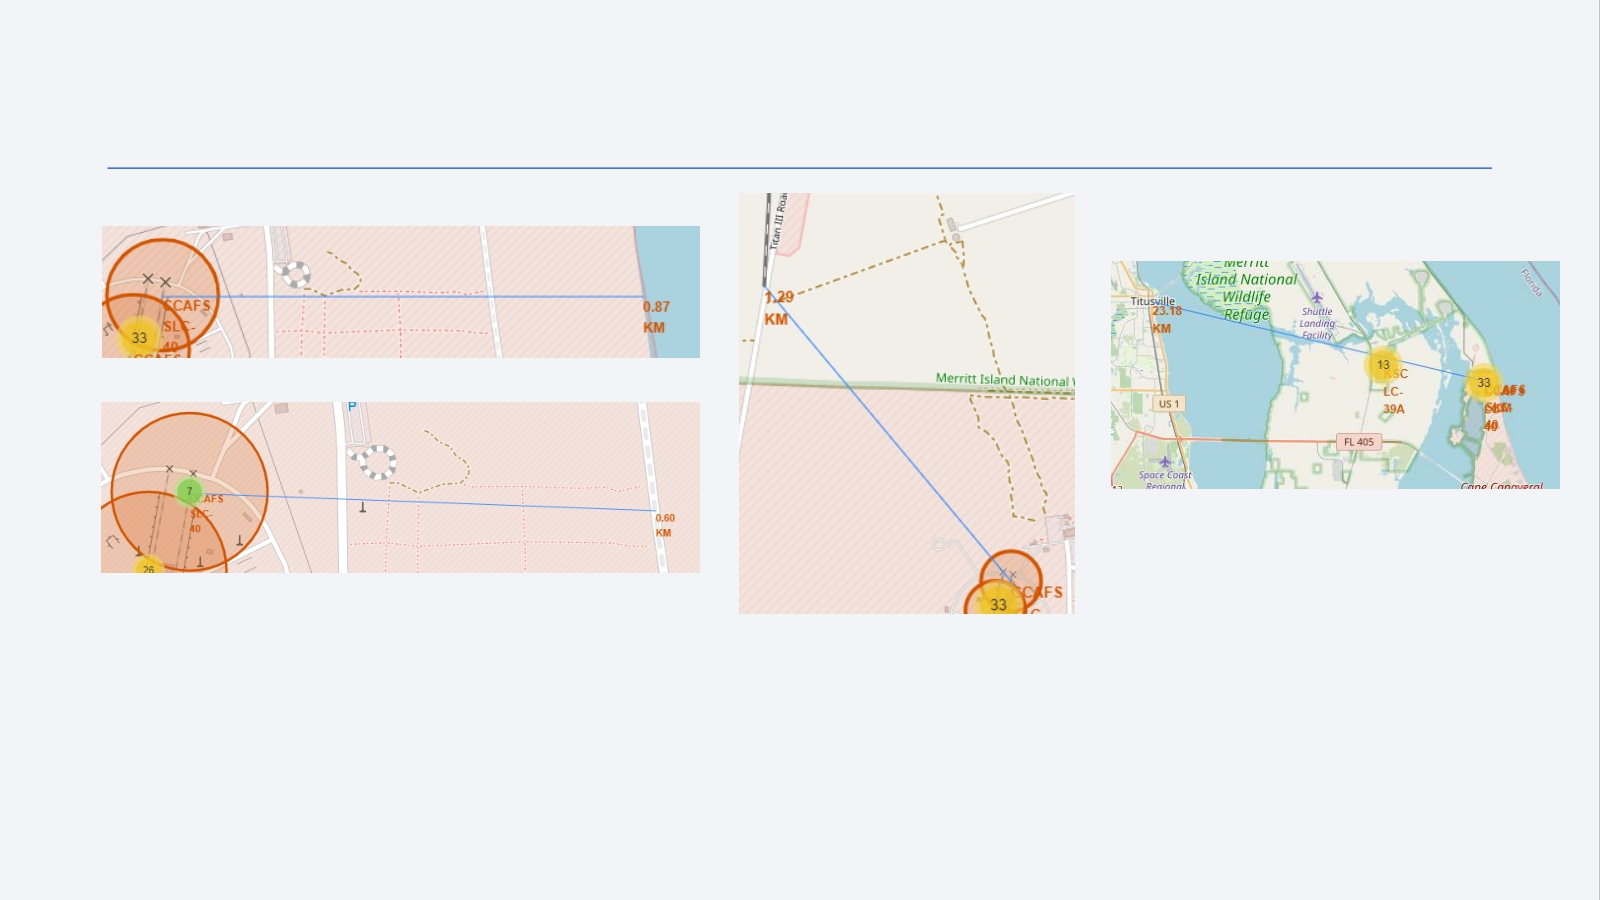 CCAFS
SLC-
40
33
CCAFS
0.87
KM
P
7
CAFS
SLC-
40
26
0.60
KM
Titan III Road
1.29
KM
Merritt Island National W
33
CCAFS
Merritt
Island National
Wildlife
Refuge
Titusville
23.18
KM
Shuttle
Landing
Facility
Florida
13
KSC
LC-
39A
33
40
US 1
FL 405
Space Coast
Regional
Cape Canaveral